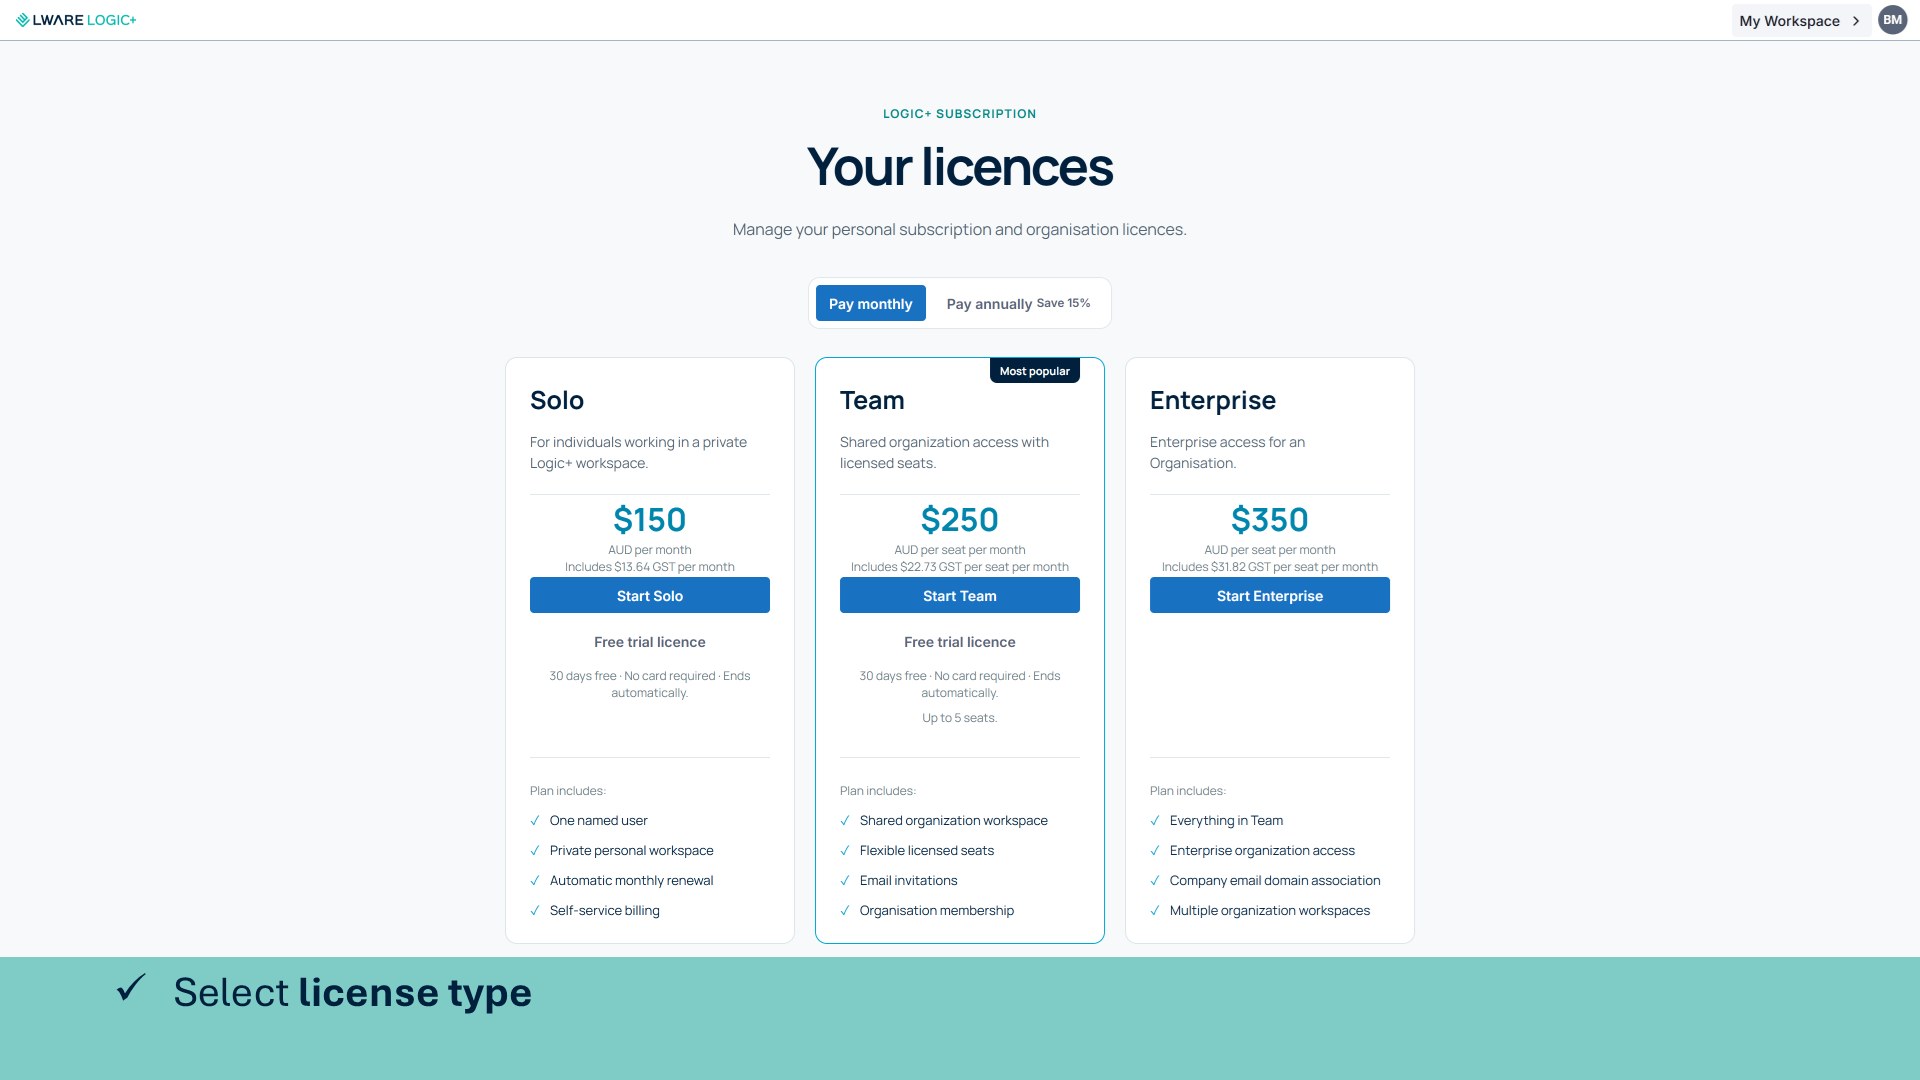 LWARE LOGIC+
My Workspace
BM
LOGIC+ SUBSCRIPTION
Your licences
Manage your personal subscription and organisation licences.
Pay monthly
Pay annually Save 15%
Solo
For individuals working in a private
Logic+ workspace.
$150
AUD per month
Includes $13.64 GST per month
Start Solo
Free trial licence
30 days free · No card required · Ends
automatically.
Plan includes:
✓ One named user
✓ Private personal workspace
✓ Automatic monthly renewal
✓ Self-service billing
Most popular
Team
Shared organization access with
licensed seats.
$250
AUD per seat per month
Includes $22.73 GST per seat per month
Start Team
Free trial licence
30 days free · No card required · Ends
automatically.
Up to 5 seats.
Plan includes:
✓ Shared organization workspace
✓ Flexible licensed seats
✓ Email invitations
✓ Organisation membership
Enterprise
Enterprise access for an
Organisation.
$350
AUD per seat per month
Includes $31.82 GST per seat per month
Start Enterprise
Plan includes:
✓ Everything in Team
✓ Enterprise organization access
✓ Company email domain association
✓ Multiple organization workspaces
✓ Select license type